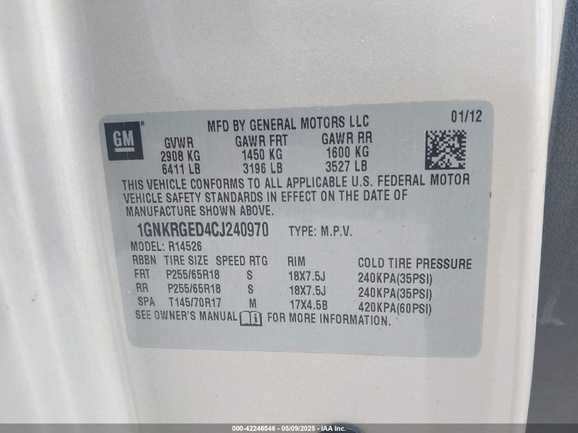 GM
MFD BY GENERAL MOTORS LLC 01/12
GVWR GAWR FRT GAWR RR
2908 KG 1450 KG 1600 KG
6411 LB 3196 LB 3527 LB
THIS VEHICLE CONFORMS TO ALL APPLICABLE U.S. FEDERAL MOTOR
VEHICLE SAFETY STANDARDS IN EFFECT ON THE DATE OF
MANUFACTURE SHOWN ABOVE.
1GNKRGED4CJ240970 TYPE: M.P.V.
MODEL: R14526
RBBN TIRE SIZE SPEED RTG RIM COLD TIRE PRESSURE
FRT P255/65R18 S 18X7.5J 240KPA(35PSI)
RR P255/65R18 S 18X7.5J 240KPA(35PSI)
SPA T145/70R17 M 17X4.5B 420KPA(60PSI)
SEE OWNER'S MANUAL FOR MORE INFORMATION.
000-42246546 - 05/09/2025 - IAA Inc.